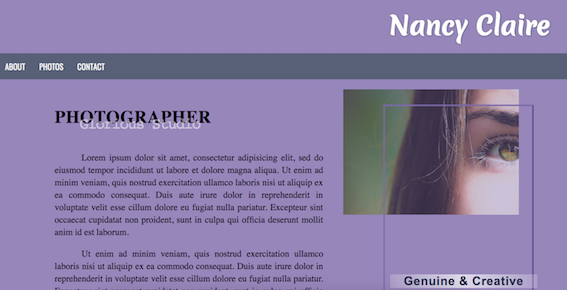 Nancy Claire
ABOUT PHOTOS CONTACT
PHOTOGRAPHER
Glorious Studio
Lorem ipsum dolor sit amet, consectetur adipisicing elit, sed do
eiusmod tempor incididunt ut labore et dolore magna aliqua. Ut enim ad
minim veniam, quis nostrud exercitation ullamco laboris nisi ut aliquip ex
ea commodo consequat. Duis aute irure dolor in reprehenderit in
voluptate velit esse cillum dolore eu fugiat nulla pariatur. Excepteur sint
occaecat cupidatat non proident, sunt in culpa qui officia deserunt mollit
anim id est laborum.
Ut enim ad minim veniam, quis nostrud exercitation ullamco
laboris nisi ut aliquip ex ea commodo consequat. Duis aute irure dolor in
reprehenderit in voluptate velit esse cillum dolore eu fugiat nulla pariatur.
Genuine & Creative